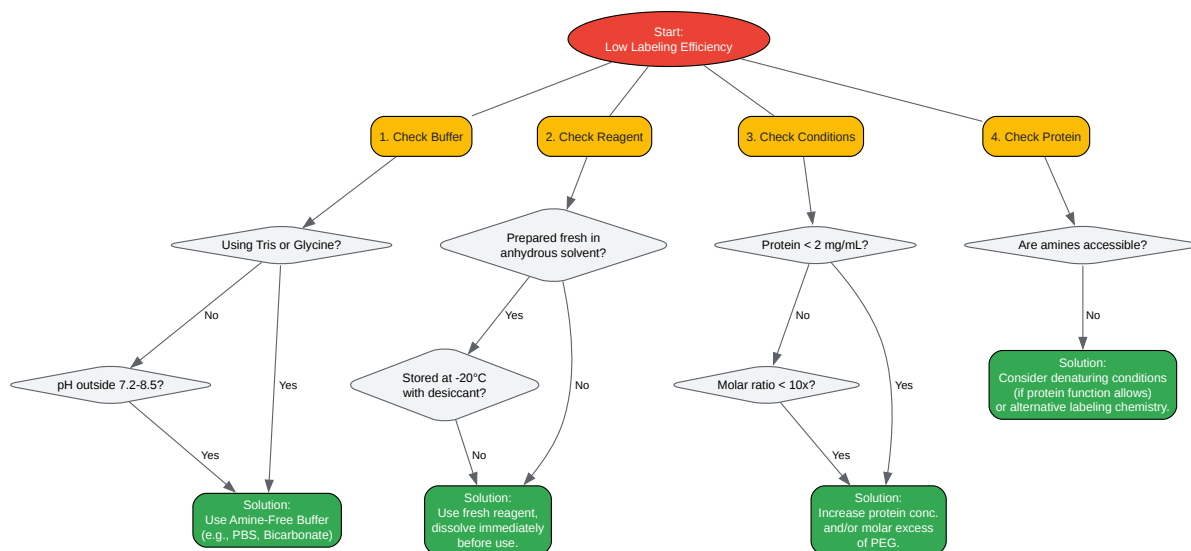 Start:
Low Labeling Efficiency
1. Check Buffer
2. Check Reagent
3. Check Conditions
4. Check Protein
Using Tris or Glycine?
Prepared fresh in
anhydrous solvent?
Protein < 2 mg/mL?
Are amines accessible?
No
Yes
No
No
pH outside 7.2-8.5?
Yes
Stored at -20°C
with desiccant?
No
Molar ratio < 10x?
Yes
Solution:
Consider denaturing conditions
(if protein function allows)
or alternative labeling chemistry.
Yes
No
Yes
Solution:
Use Amine-Free Buffer
(e.g., PBS, Bicarbonate)
Solution:
Use fresh reagent,
dissolve immediately
before use.
Solution:
Increase protein conc.
and/or molar excess
of PEG.